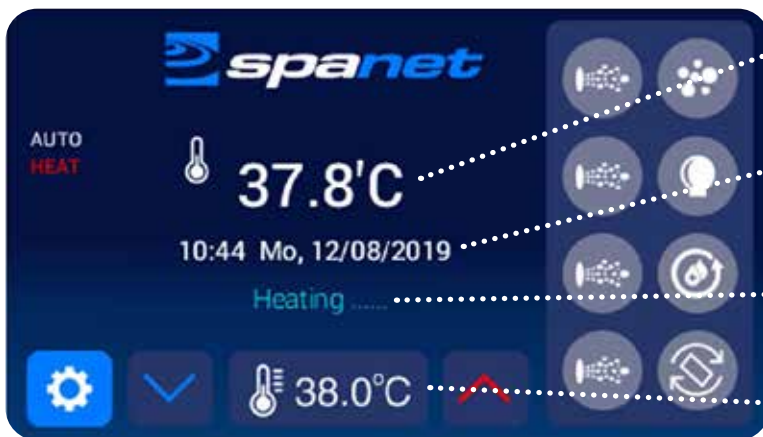 spanet
AUTO
HEAT
37.8'C
10:44 Mo, 12/08/2019
Heating ......
38.0°C